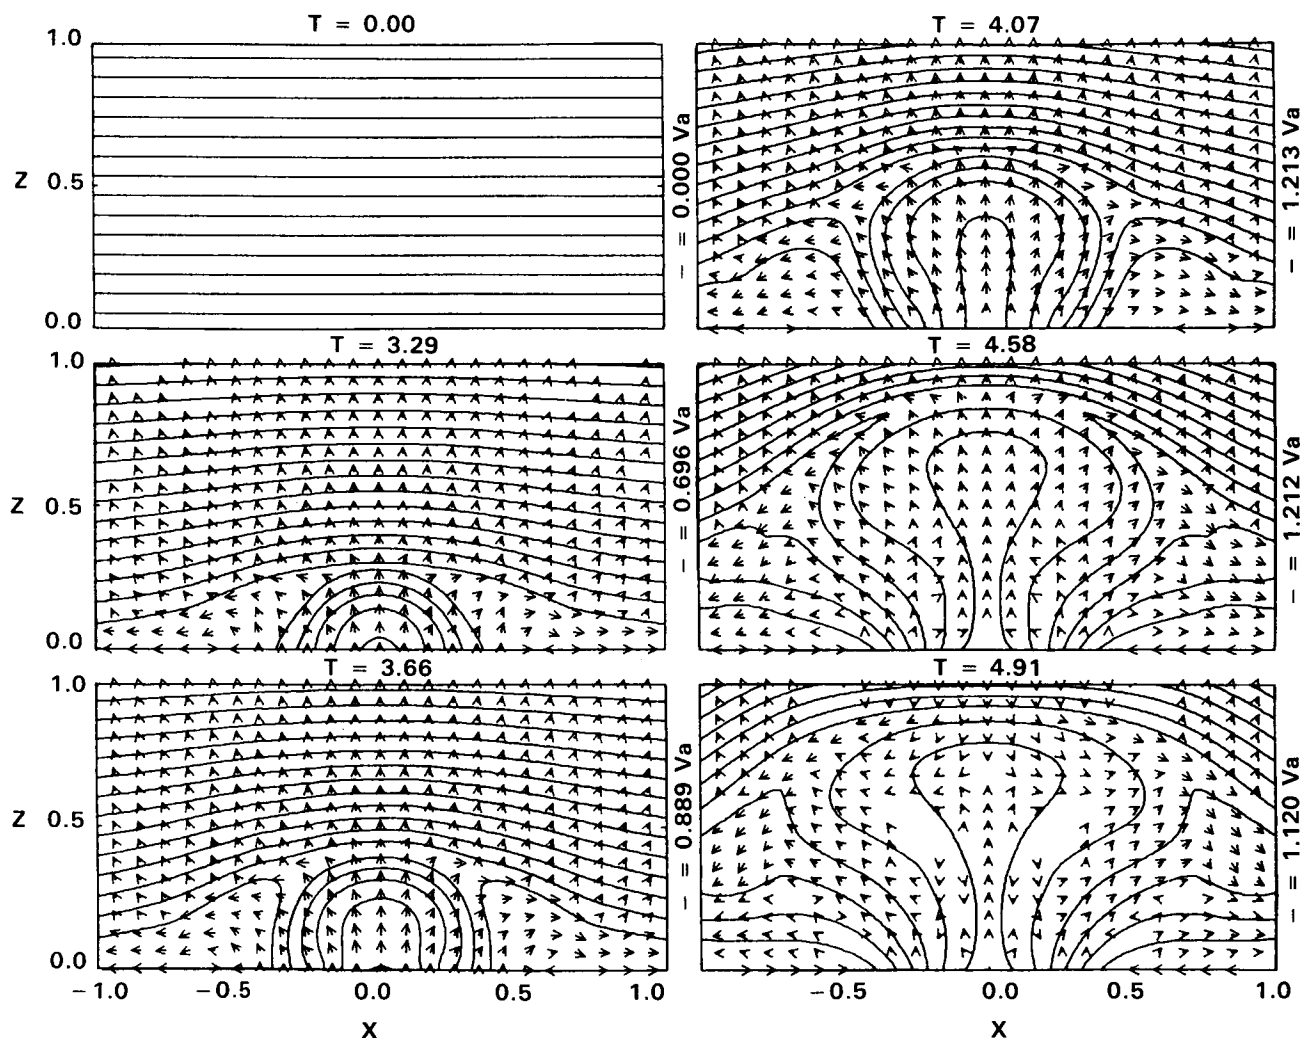 T = 0.00
1.0
Z 0.5
0.0
– = 0.000 Va
T = 3.29
1.0
Z 0.5
0.0
– = 0.696 Va
T = 3.66
1.0
Z 0.5
0.0
– = 0.889 Va
–1.0 –0.5 0.0 0.5 1.0
X
T = 4.07
– = 1.213 Va
T = 4.58
– = 1.212 Va
T = 4.91
– = 1.120 Va
–0.5 0.0 0.5 1.0
X